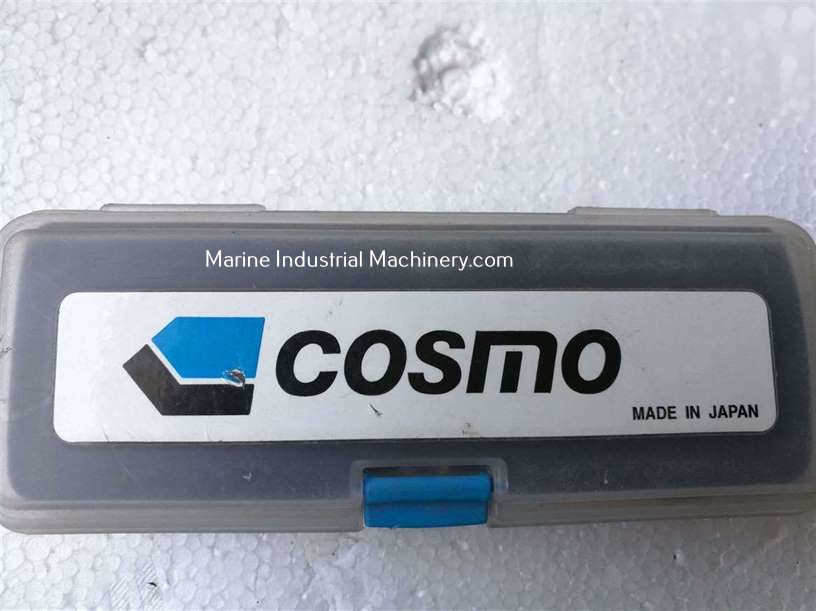 Marine Industrial Machinery.com
COSMO
MADE IN JAPAN